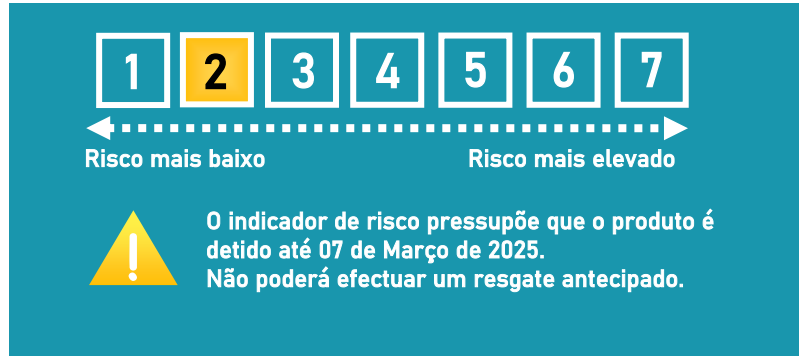 1 2 3 4 5 6 7
Risco mais baixo Risco mais elevado
O indicador de risco pressupõe que o produto é
detido até 07 de Março de 2025.
Não poderá efectuar um resgate antecipado.